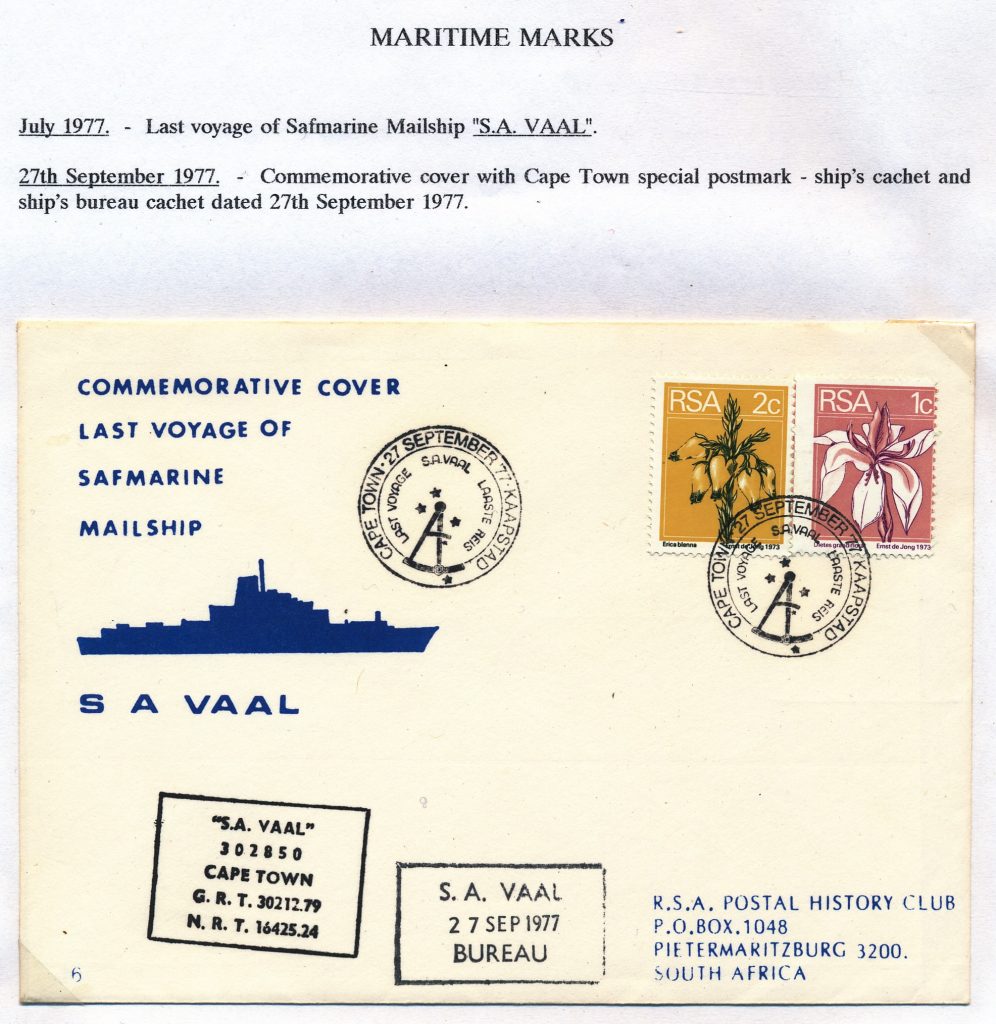 MARITIME MARKS
July 1977. - Last voyage of Safmarine Mailship "S.A. VAAL".
27th September 1977. - Commemorative cover with Cape Town special postmark - ship's cachet and
ship's bureau cachet dated 27th September 1977.
COMMEMORATIVE COVER
LAST VOYAGE OF
SAFMARINE
MAILSHIP
S A VAAL
CAPE TOWN · 27 SEPTEMBER '77 · KAAPSTAD
LAST VOYAGE S.A.VAAL LAASTE REIS
RSA 2c
Erica blenna Ernst de Jong 1973
RSA 1c
Dietes grandiflora Ernst de Jong 1973
CAPE TOWN · 27 SEPTEMBER '77 · KAAPSTAD
LAST VOYAGE S.A.VAAL LAASTE REIS
"S.A. VAAL"
302850
CAPE TOWN
G. R. T. 30212.79
N. R. T. 16425.24
S. A. VAAL
27 SEP 1977
BUREAU
R.S.A. POSTAL HISTORY CLUB
P.O.BOX.1048
PIETERMARITZBURG 3200.
SOUTH AFRICA
6
8